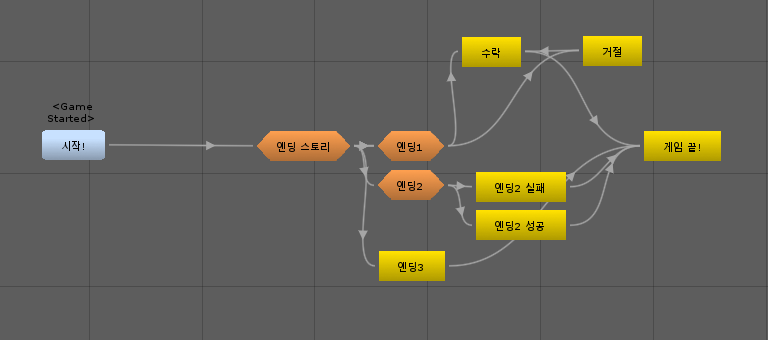 <Game
Started>
시작!
엔딩 스토리
엔딩1
엔딩2
엔딩3
수락
거절
엔딩2 실패
엔딩2 성공
게임 끝!